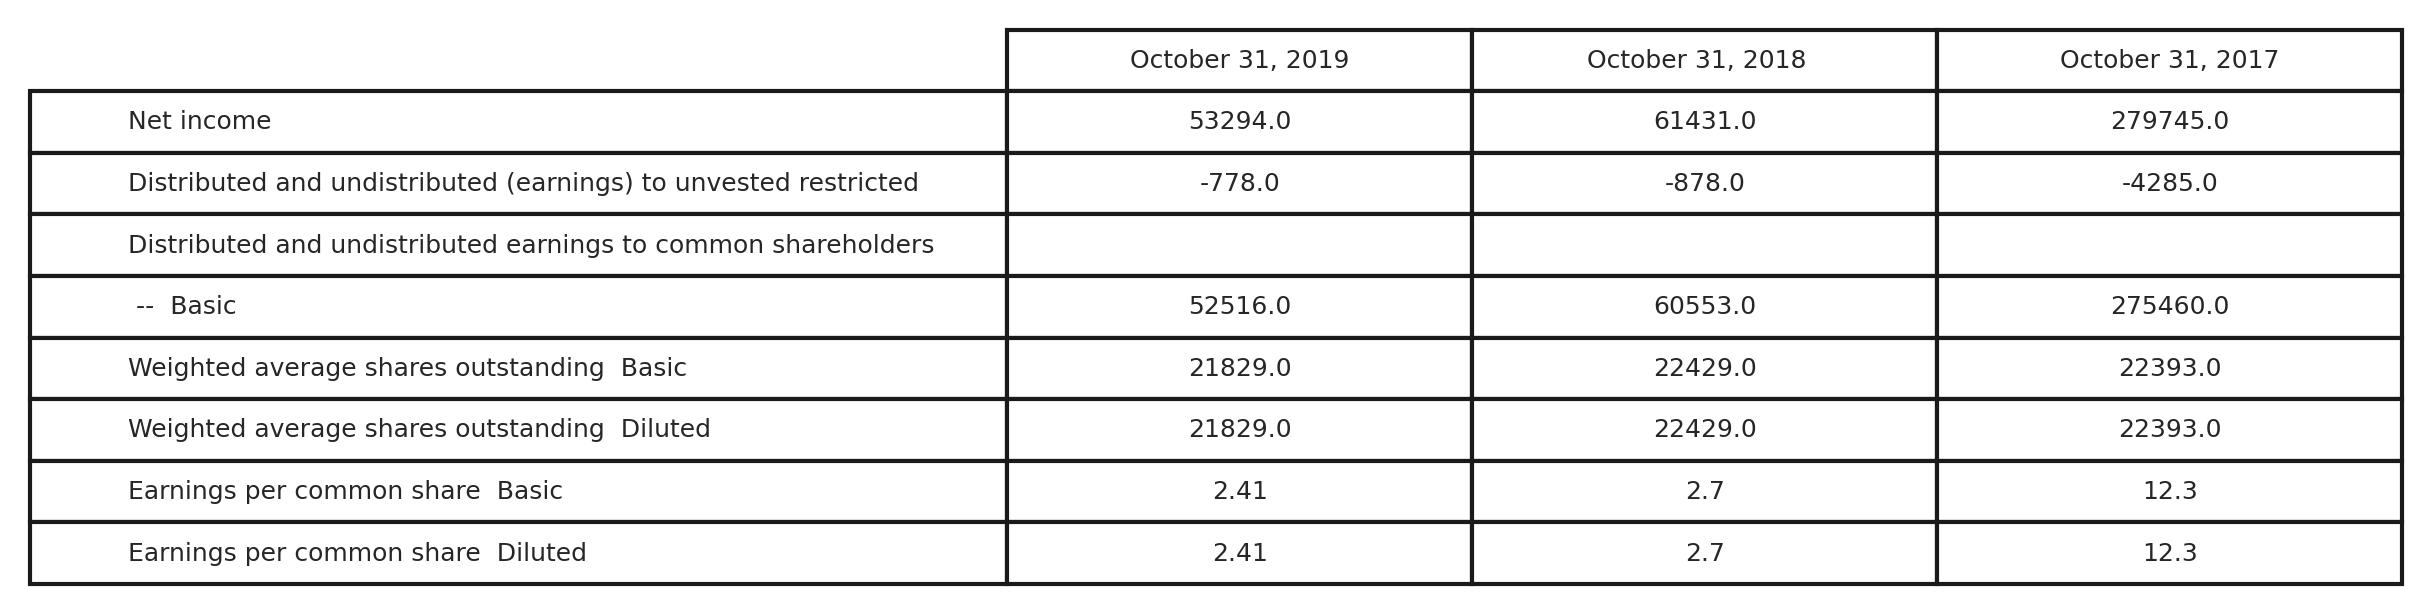 October 31, 2019 October 31, 2018 October 31, 2017
Net income 53294.0 61431.0 279745.0
Distributed and undistributed (earnings) to unvested restricted -778.0 -878.0 -4285.0
Distributed and undistributed earnings to common shareholders
-- Basic 52516.0 60553.0 275460.0
Weighted average shares outstanding Basic 21829.0 22429.0 22393.0
Weighted average shares outstanding Diluted 21829.0 22429.0 22393.0
Earnings per common share Basic 2.41 2.7 12.3
Earnings per common share Diluted 2.41 2.7 12.3